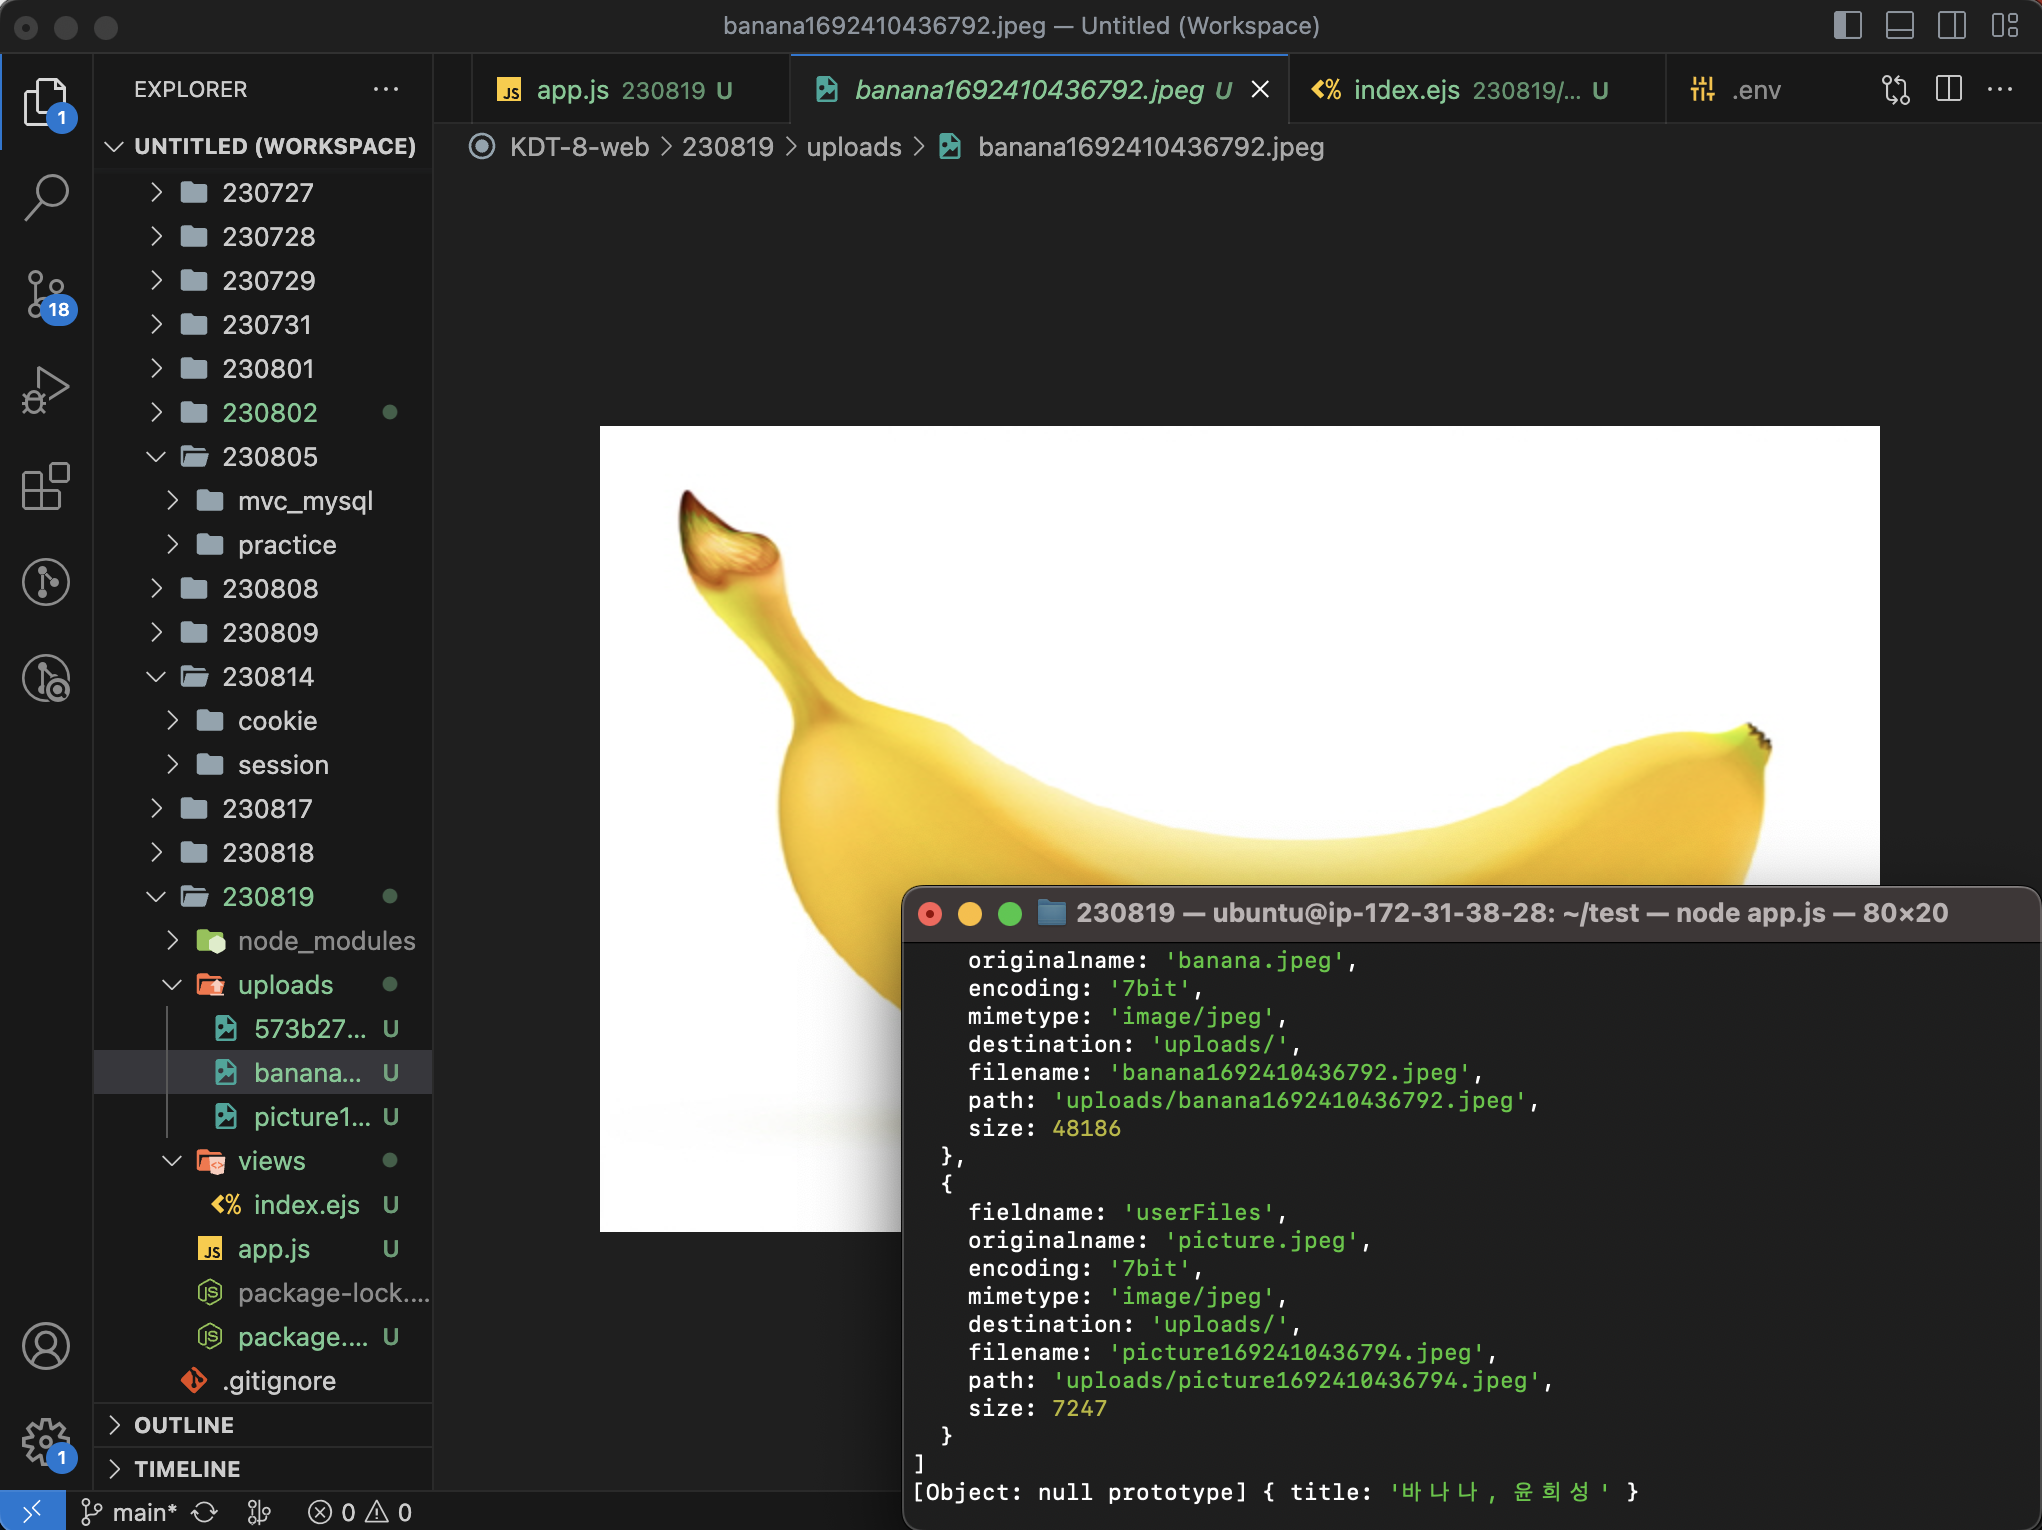 banana1692410436792.jpeg — Untitled (Workspace)
EXPLORER
app.js 230819 U
banana1692410436792.jpeg U
index.ejs 230819/... U
.env
1
UNTITLED (WORKSPACE)
KDT-8-web > 230819 > uploads > banana1692410436792.jpeg
230727
230728
230729
18
230731
230801
230802
230805
mvc_mysql
practice
230808
230809
230814
cookie
session
230817
230818
230819
node_modules
uploads
573b27... U
banana... U
picture1... U
views
index.ejs U
app.js U
package-lock....
package.... U
.gitignore
OUTLINE
1
TIMELINE
main* 0 0
230819 — ubuntu@ip-172-31-38-28: ~/test — node app.js — 80×20
originalname: 'banana.jpeg',
encoding: '7bit',
mimetype: 'image/jpeg',
destination: 'uploads/',
filename: 'banana1692410436792.jpeg',
path: 'uploads/banana1692410436792.jpeg',
size: 48186
},
{
fieldname: 'userFiles',
originalname: 'picture.jpeg',
encoding: '7bit',
mimetype: 'image/jpeg',
destination: 'uploads/',
filename: 'picture1692410436794.jpeg',
path: 'uploads/picture1692410436794.jpeg',
size: 7247
}
]
[Object: null prototype] { title: '바나나, 윤희성' }